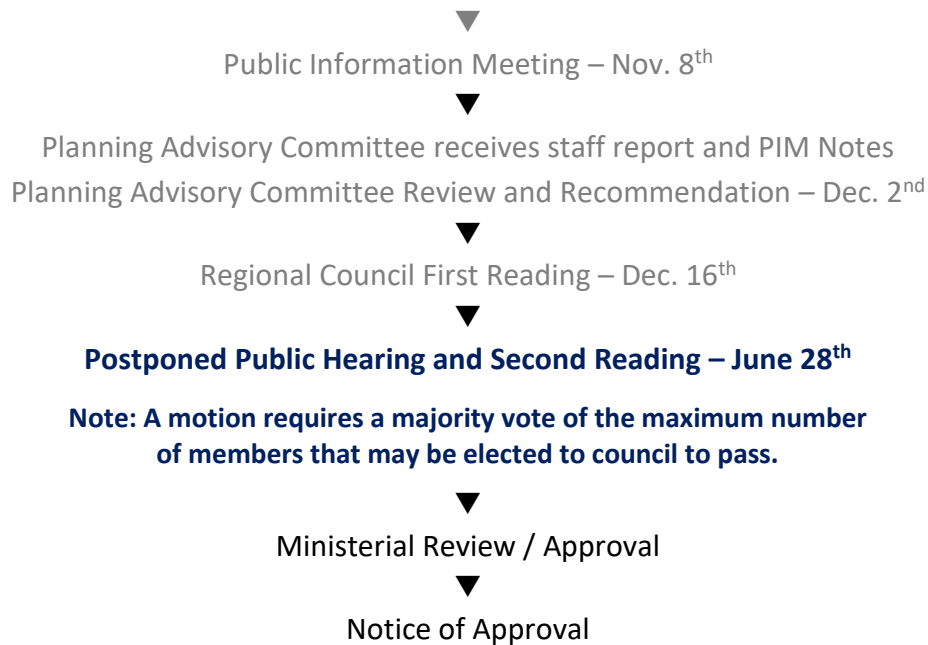 Public Information Meeting – Nov. 8th
Planning Advisory Committee receives staff report and PIM Notes
Planning Advisory Committee Review and Recommendation – Dec. 2nd
Regional Council First Reading – Dec. 16th
Postponed Public Hearing and Second Reading – June 28th
Note: A motion requires a majority vote of the maximum number
of members that may be elected to council to pass.
Ministerial Review / Approval
Notice of Approval